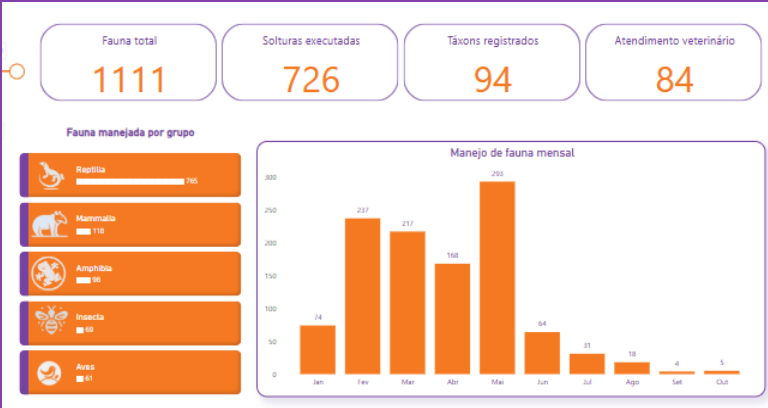 Fauna total
1111
Solturas executadas
726
Táxons registrados
94
Atendimento veterinário
84
Fauna manejada por grupo
Reptilia
765
Mammalia
118
Amphibia
98
Insecta
69
Aves
61
Manejo de fauna mensal
300
250
200
150
100
50
0
74
237
217
168
293
64
31
18
4
5
Jan
Fev
Mar
Abr
Mai
Jun
Jul
Ago
Set
Out